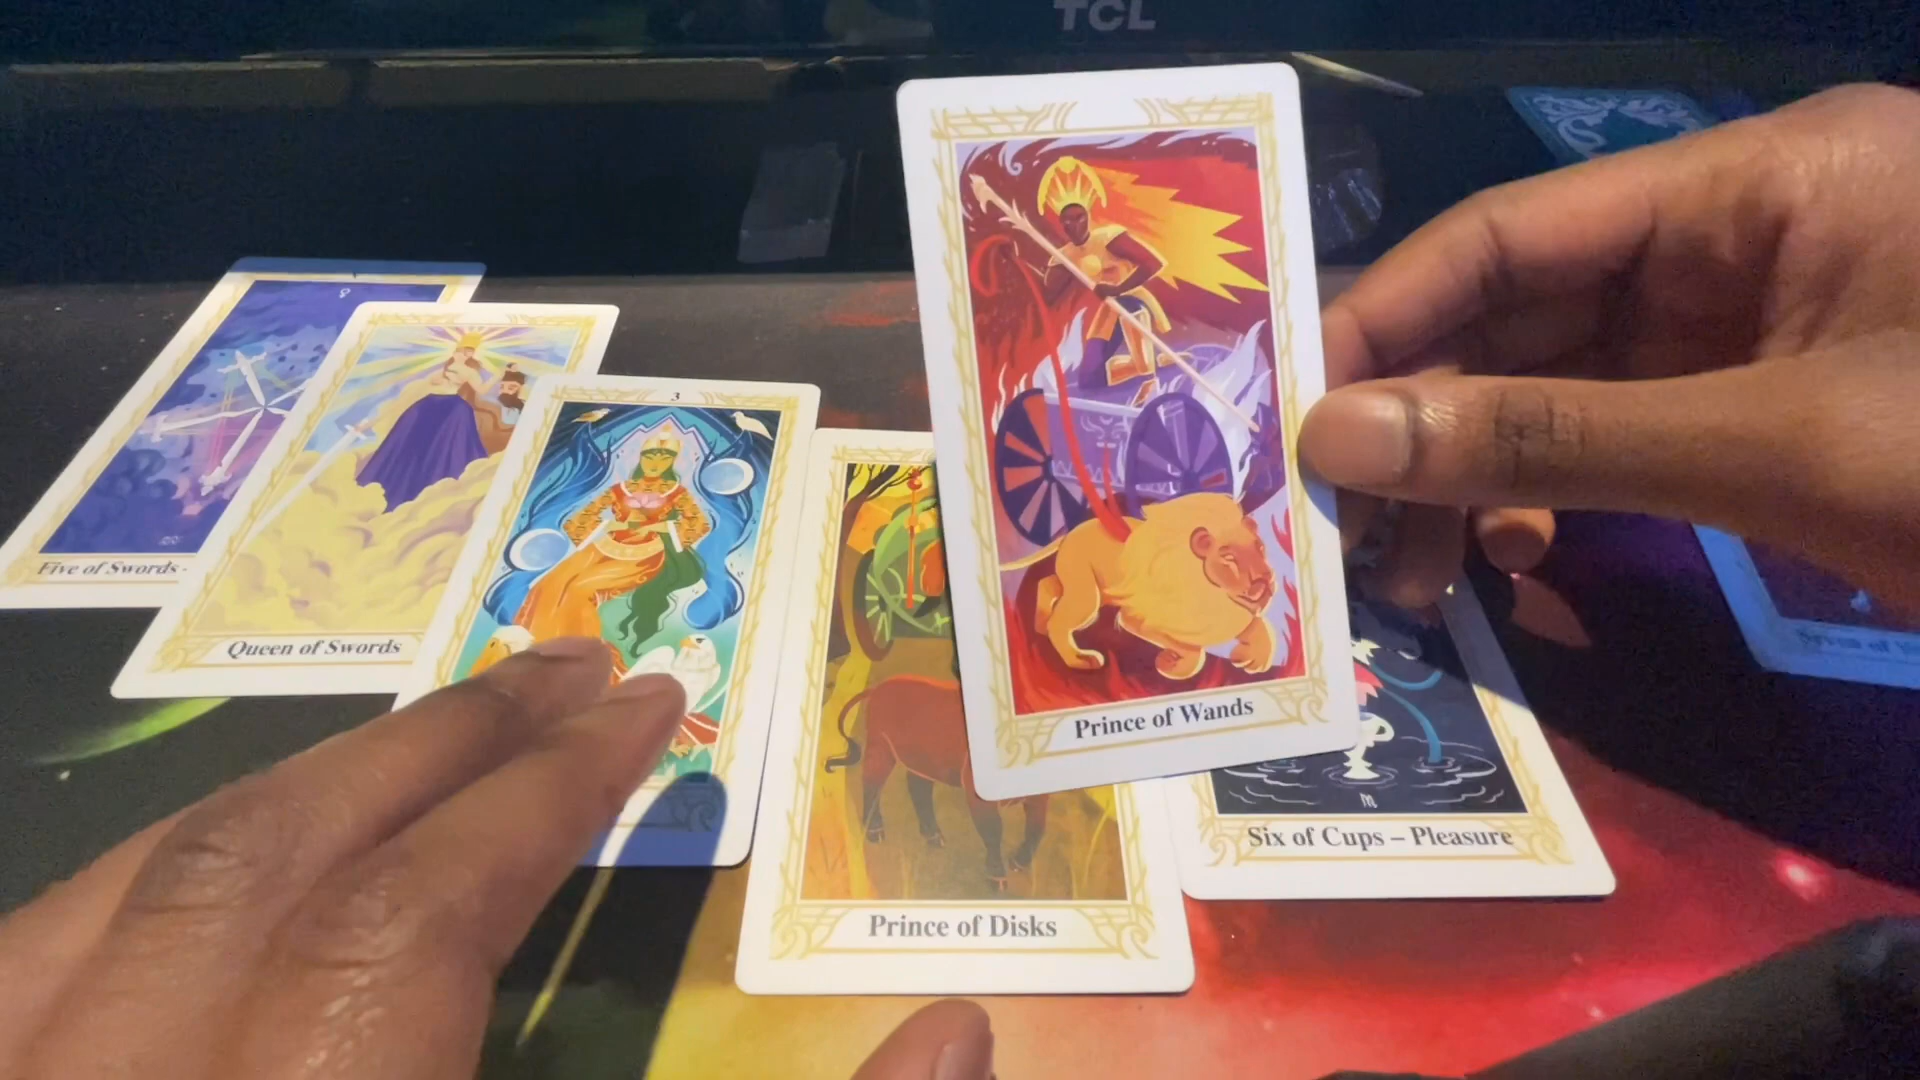 TCL
Five of Swords -
Queen of Swords
3
Prince of Disks
Prince of Wands
Six of Cups – Pleasure